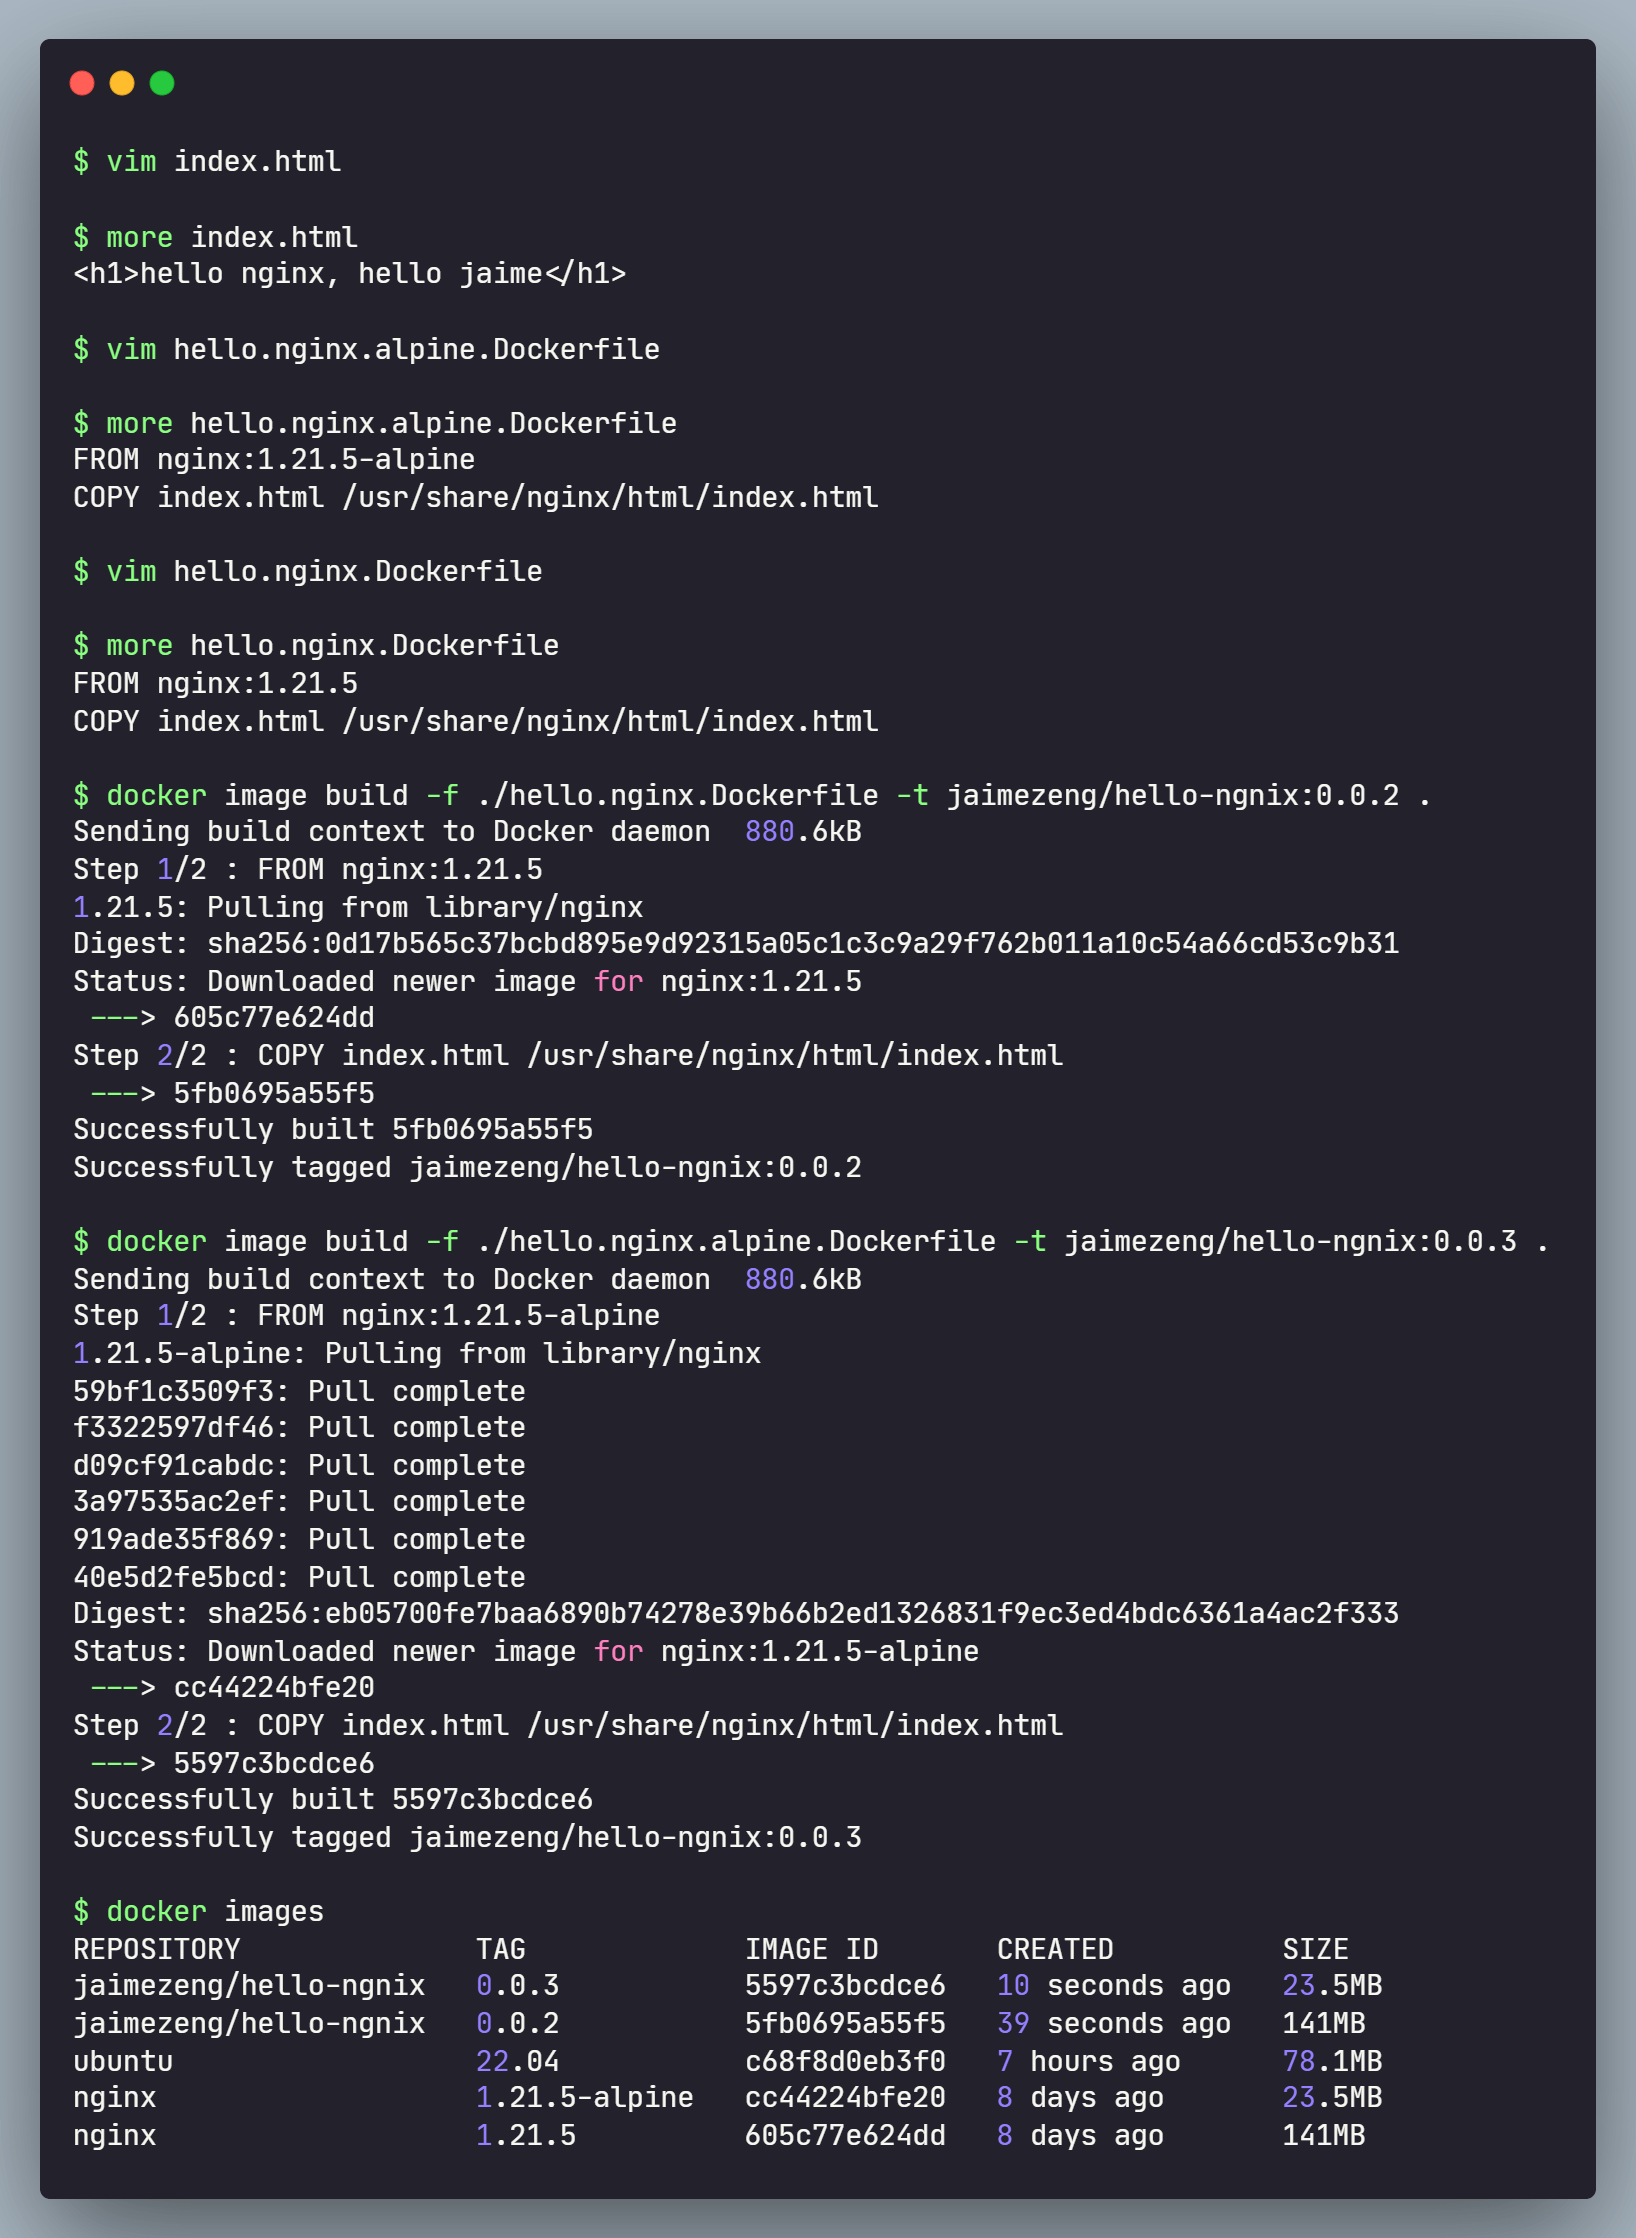 $ vim index.html
$ more index.html
<h1>hello nginx, hello jaime</h1>
$ vim hello.nginx.alpine.Dockerfile
$ more hello.nginx.alpine.Dockerfile
FROM nginx:1.21.5-alpine
COPY index.html /usr/share/nginx/html/index.html
$ vim hello.nginx.Dockerfile
$ more hello.nginx.Dockerfile
FROM nginx:1.21.5
COPY index.html /usr/share/nginx/html/index.html
$ docker image build -f ./hello.nginx.Dockerfile -t jaimezeng/hello-ngnix:0.0.2 .
Sending build context to Docker daemon  880.6kB
Step 1/2 : FROM nginx:1.21.5
1.21.5: Pulling from library/nginx
Digest: sha256:0d17b565c37bcbd895e9d92315a05c1c3c9a29f762b011a10c54a66cd53c9b31
Status: Downloaded newer image for nginx:1.21.5
 ---> 605c77e624dd
Step 2/2 : COPY index.html /usr/share/nginx/html/index.html
 ---> 5fb0695a55f5
Successfully built 5fb0695a55f5
Successfully tagged jaimezeng/hello-ngnix:0.0.2
$ docker image build -f ./hello.nginx.alpine.Dockerfile -t jaimezeng/hello-ngnix:0.0.3 .
Sending build context to Docker daemon  880.6kB
Step 1/2 : FROM nginx:1.21.5-alpine
1.21.5-alpine: Pulling from library/nginx
59bf1c3509f3: Pull complete
f3322597df46: Pull complete
d09cf91cabdc: Pull complete
3a97535ac2ef: Pull complete
919ade35f869: Pull complete
40e5d2fe5bcd: Pull complete
Digest: sha256:eb05700fe7baa6890b74278e39b66b2ed1326831f9ec3ed4bdc6361a4ac2f333
Status: Downloaded newer image for nginx:1.21.5-alpine
 ---> cc44224bfe20
Step 2/2 : COPY index.html /usr/share/nginx/html/index.html
 ---> 5597c3bcdce6
Successfully built 5597c3bcdce6
Successfully tagged jaimezeng/hello-ngnix:0.0.3
$ docker images
REPOSITORY              TAG             IMAGE ID       CREATED          SIZE
jaimezeng/hello-ngnix   0.0.3           5597c3bcdce6   10 seconds ago   23.5MB
jaimezeng/hello-ngnix   0.0.2           5fb0695a55f5   39 seconds ago   141MB
ubuntu                  22.04           c68f8d0eb3f0   7 hours ago      78.1MB
nginx                   1.21.5-alpine   cc44224bfe20   8 days ago       23.5MB
nginx                   1.21.5          605c77e624dd   8 days ago       141MB